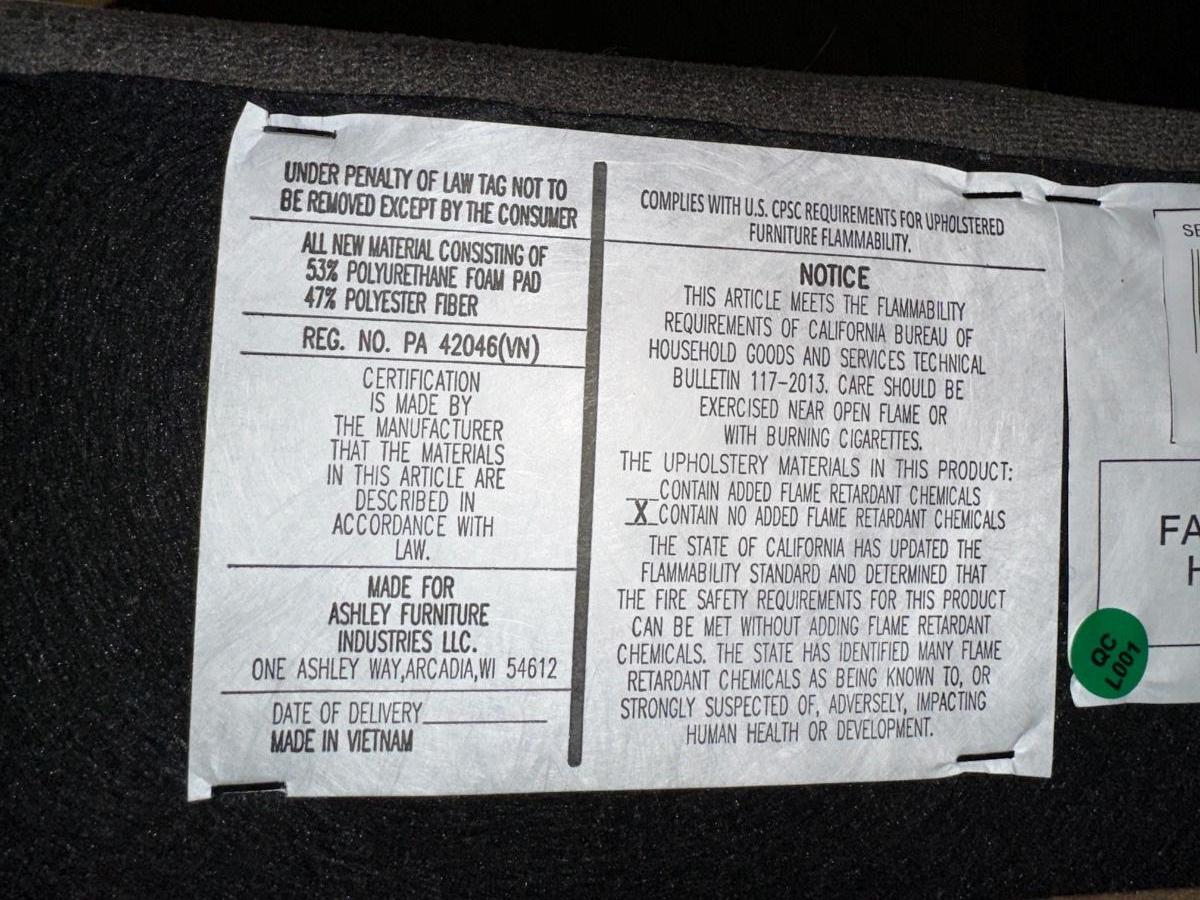 UNDER PENALTY OF LAW TAG NOT TO
BE REMOVED EXCEPT BY THE CONSUMER
ALL NEW MATERIAL CONSISTING OF
53% POLYURETHANE FOAM PAD
47% POLYESTER FIBER
REG. NO. PA 42046(VN)
CERTIFICATION
IS MADE BY
THE MANUFACTURER
THAT THE MATERIALS
IN THIS ARTICLE ARE
DESCRIBED IN
ACCORDANCE WITH
LAW.
MADE FOR
ASHLEY FURNITURE
INDUSTRIES LLC.
ONE ASHLEY WAY,ARCADIA,WI 54612
DATE OF DELIVERY
MADE IN VIETNAM
COMPLIES WITH U.S. CPSC REQUIREMENTS FOR UPHOLSTERED
FURNITURE FLAMMABILITY.
NOTICE
THIS ARTICLE MEETS THE FLAMMABILITY
REQUIREMENTS OF CALIFORNIA BUREAU OF
HOUSEHOLD GOODS AND SERVICES TECHNICAL
BULLETIN 117-2013. CARE SHOULD BE
EXERCISED NEAR OPEN FLAME OR
WITH BURNING CIGARETTES.
THE UPHOLSTERY MATERIALS IN THIS PRODUCT:
__CONTAIN ADDED FLAME RETARDANT CHEMICALS
_X_CONTAIN NO ADDED FLAME RETARDANT CHEMICALS
THE STATE OF CALIFORNIA HAS UPDATED THE
FLAMMABILITY STANDARD AND DETERMINED THAT
THE FIRE SAFETY REQUIREMENTS FOR THIS PRODUCT
CAN BE MET WITHOUT ADDING FLAME RETARDANT
CHEMICALS. THE STATE HAS IDENTIFIED MANY FLAME
RETARDANT CHEMICALS AS BEING KNOWN TO, OR
STRONGLY SUSPECTED OF, ADVERSELY, IMPACTING
HUMAN HEALTH OR DEVELOPMENT.
SE
FA
H
QC
L001